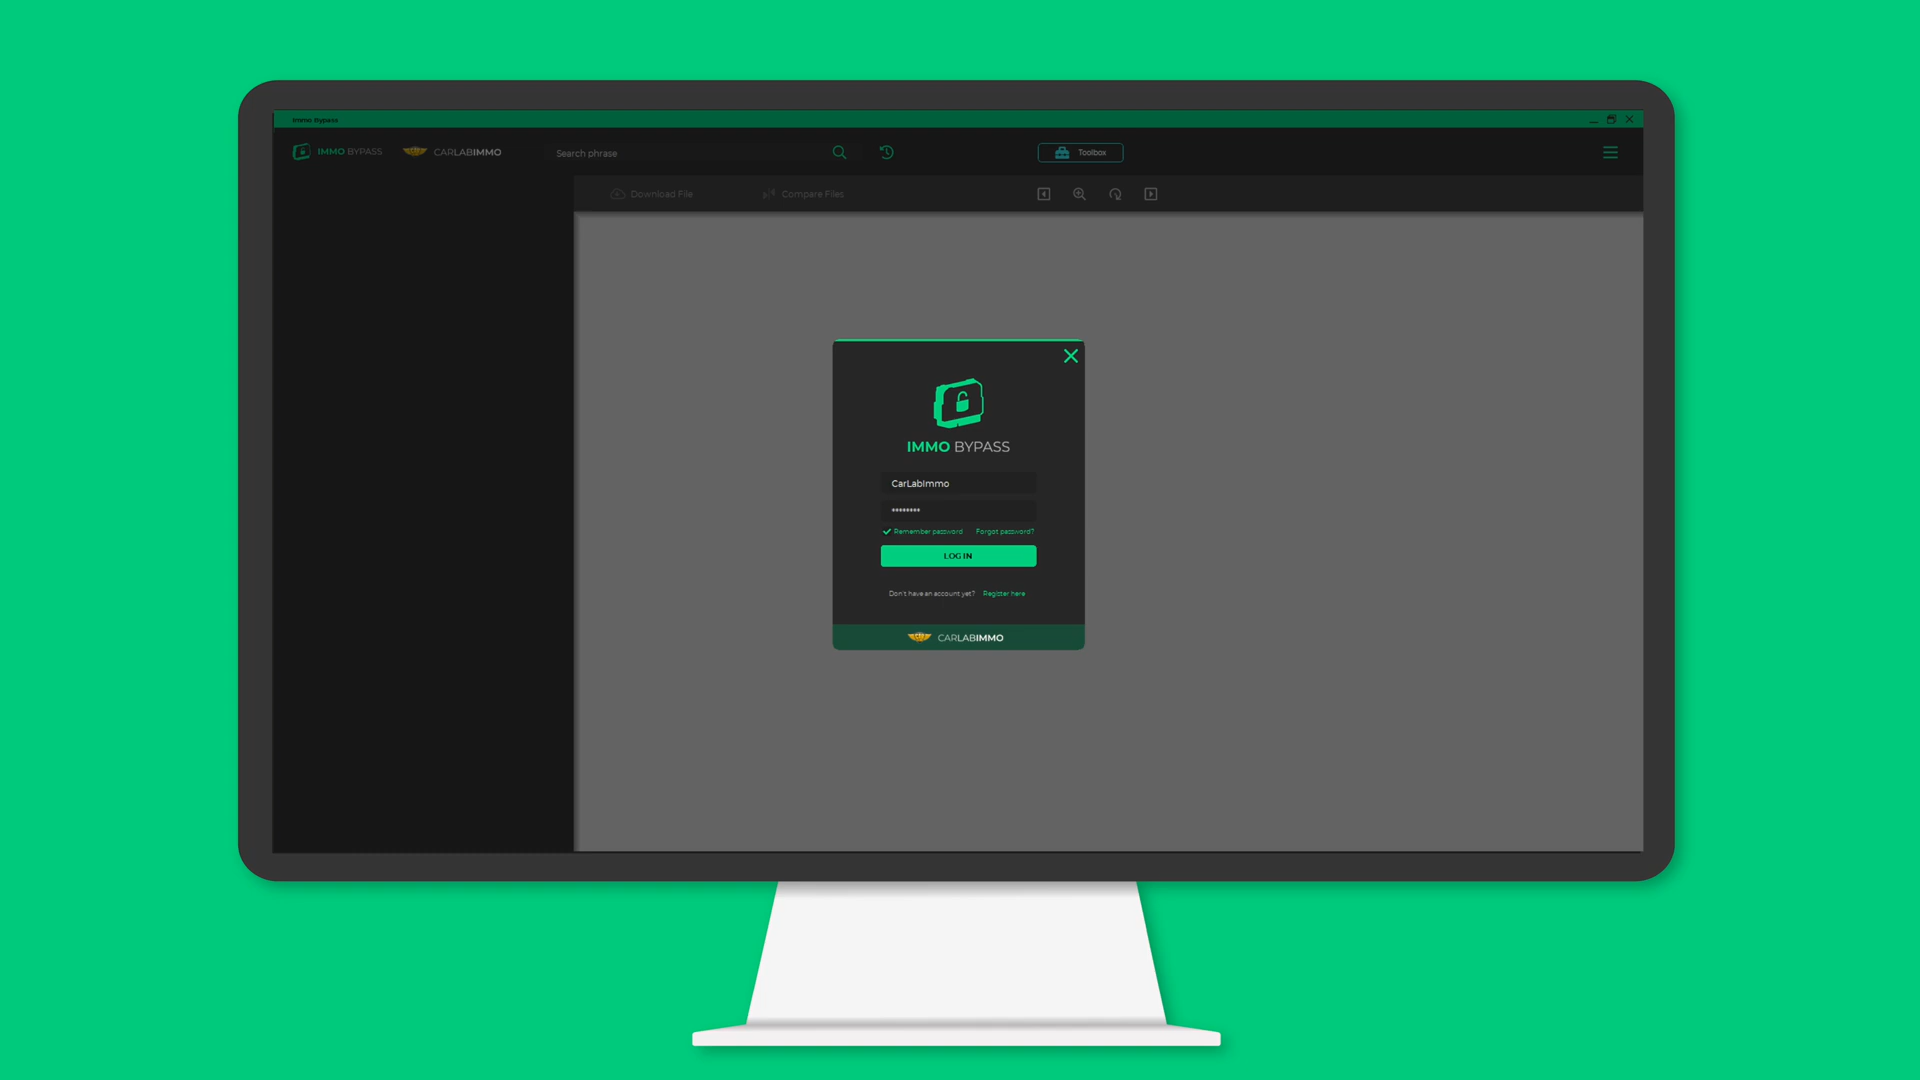 Immo Bypass
IMMO BYPASS CARLABIMMO Search phrase Toolbox
Download File Compare Files
IMMO BYPASS
CarLabImmo
********
Remember password Forgot password?
LOG IN
Don't have an account yet? Register here
CARLABIMMO